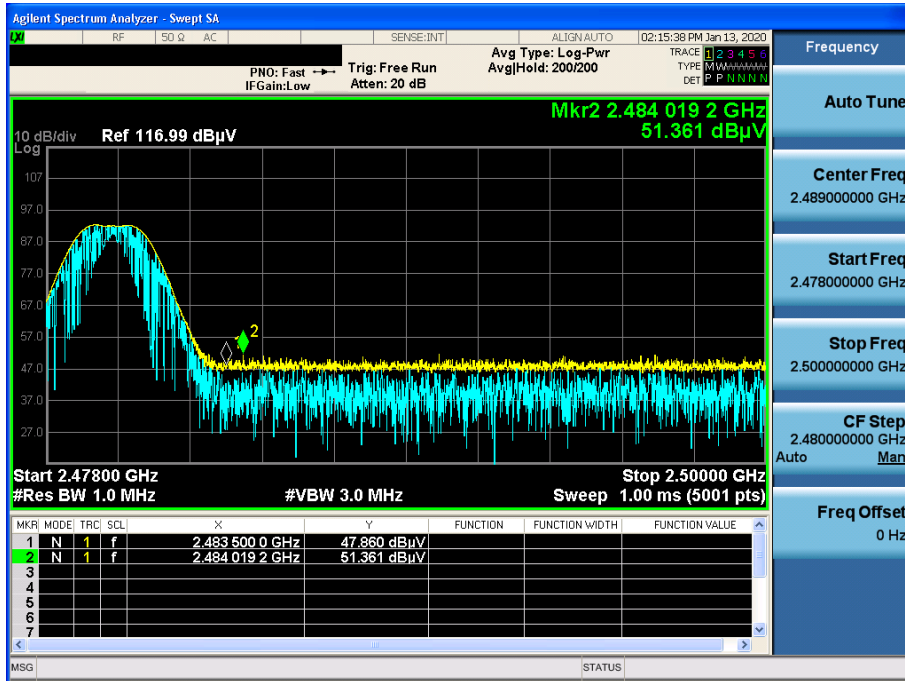 Agilent Spectrum Analyzer - Swept SA
LXI RF 50 Ω AC SENSE:INT ALIGN AUTO 02:15:38 PM Jan 13, 2020
Frequency
PNO: Fast Trig: Free Run Avg Type: Log-Pwr TRACE 1 2 3 4 5 6
IFGain:Low Atten: 20 dB Avg|Hold: 200/200 TYPE MWWWWW
DET P P N N N N
Auto Tune
Mkr2 2.484 019 2 GHz
51.361 dBµV
10 dB/div Ref 116.99 dBµV
Log
107
97.0
87.0
77.0
67.0
57.0
47.0
37.0
27.0
2
Center Freq
2.489000000 GHz
Start Freq
2.478000000 GHz
Stop Freq
2.500000000 GHz
CF Step
2.480000000 GHz
Auto Man
Freq Offset
0 Hz
Start 2.47800 GHz Stop 2.50000 GHz
#Res BW 1.0 MHz #VBW 3.0 MHz Sweep 1.00 ms (5001 pts)
MKR MODE TRC SCL X Y FUNCTION FUNCTION WIDTH FUNCTION VALUE
1 N 1 f 2.483 500 0 GHz 47.860 dBµV
2 N 1 f 2.484 019 2 GHz 51.361 dBµV
3
4
5
6
7
MSG STATUS